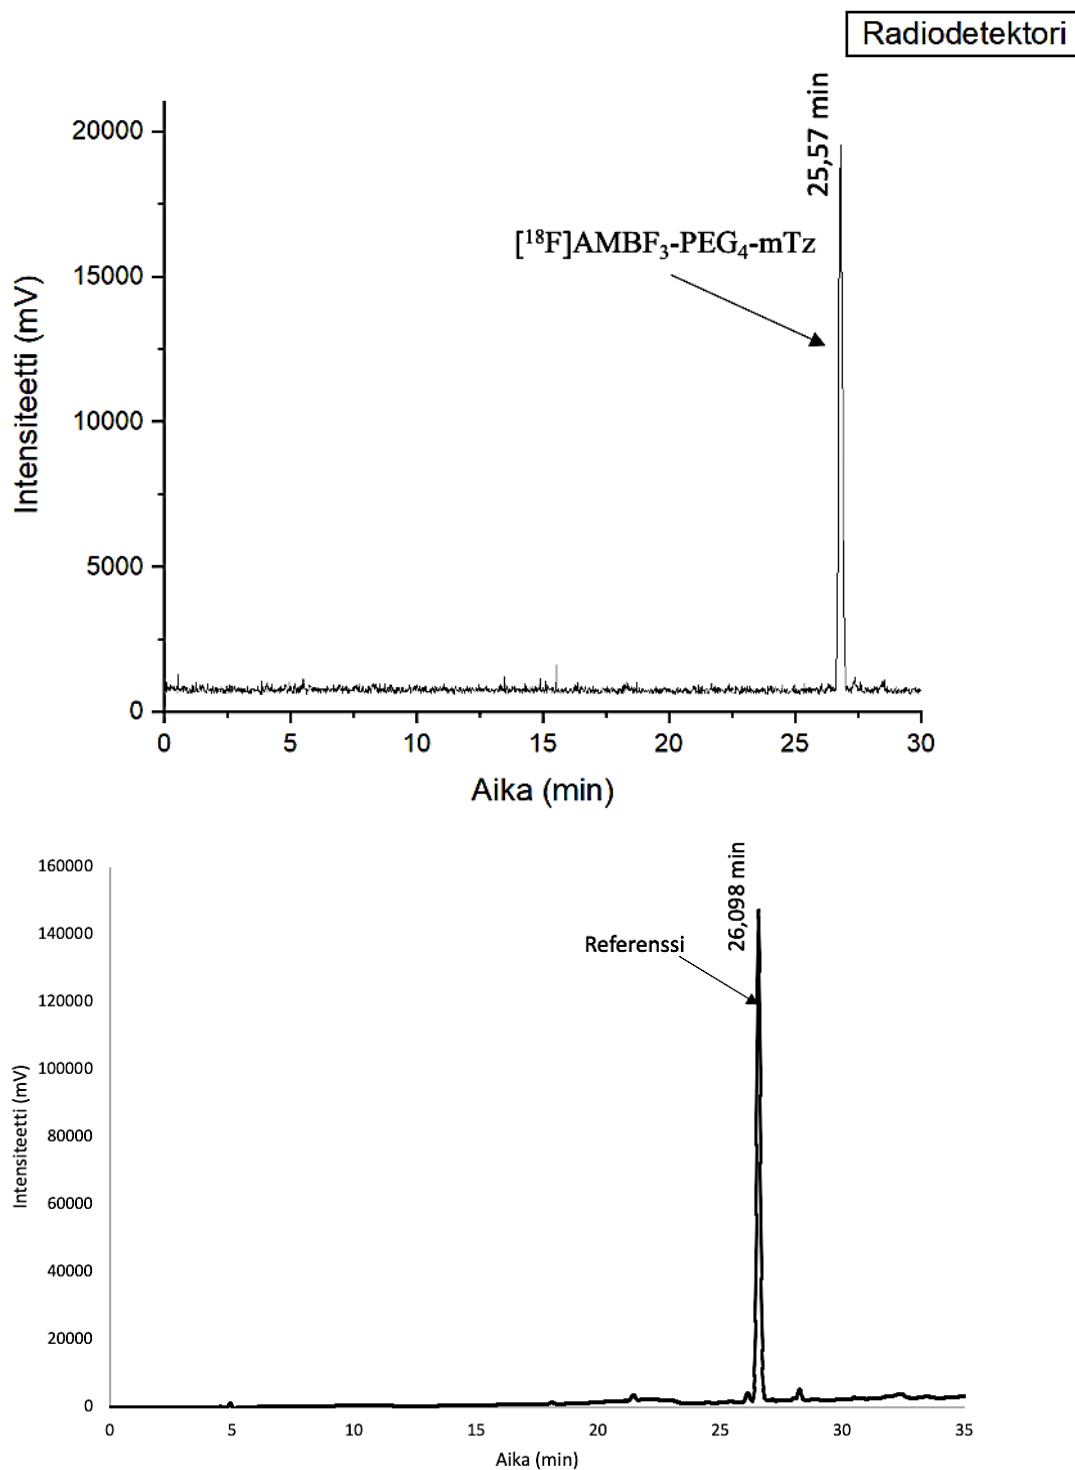 Radiodetektori
25,57 min
[¹⁸F]AMBF₃-PEG₄-mTz
Intensiteetti (mV)
20000
15000
10000
5000
0
0 5 10 15 20 25 30
Aika (min)
26,098 min
Referenssi
Intensiteetti (mV)
160000
140000
120000
100000
80000
60000
40000
20000
0
0 5 10 15 20 25 30 35
Aika (min)